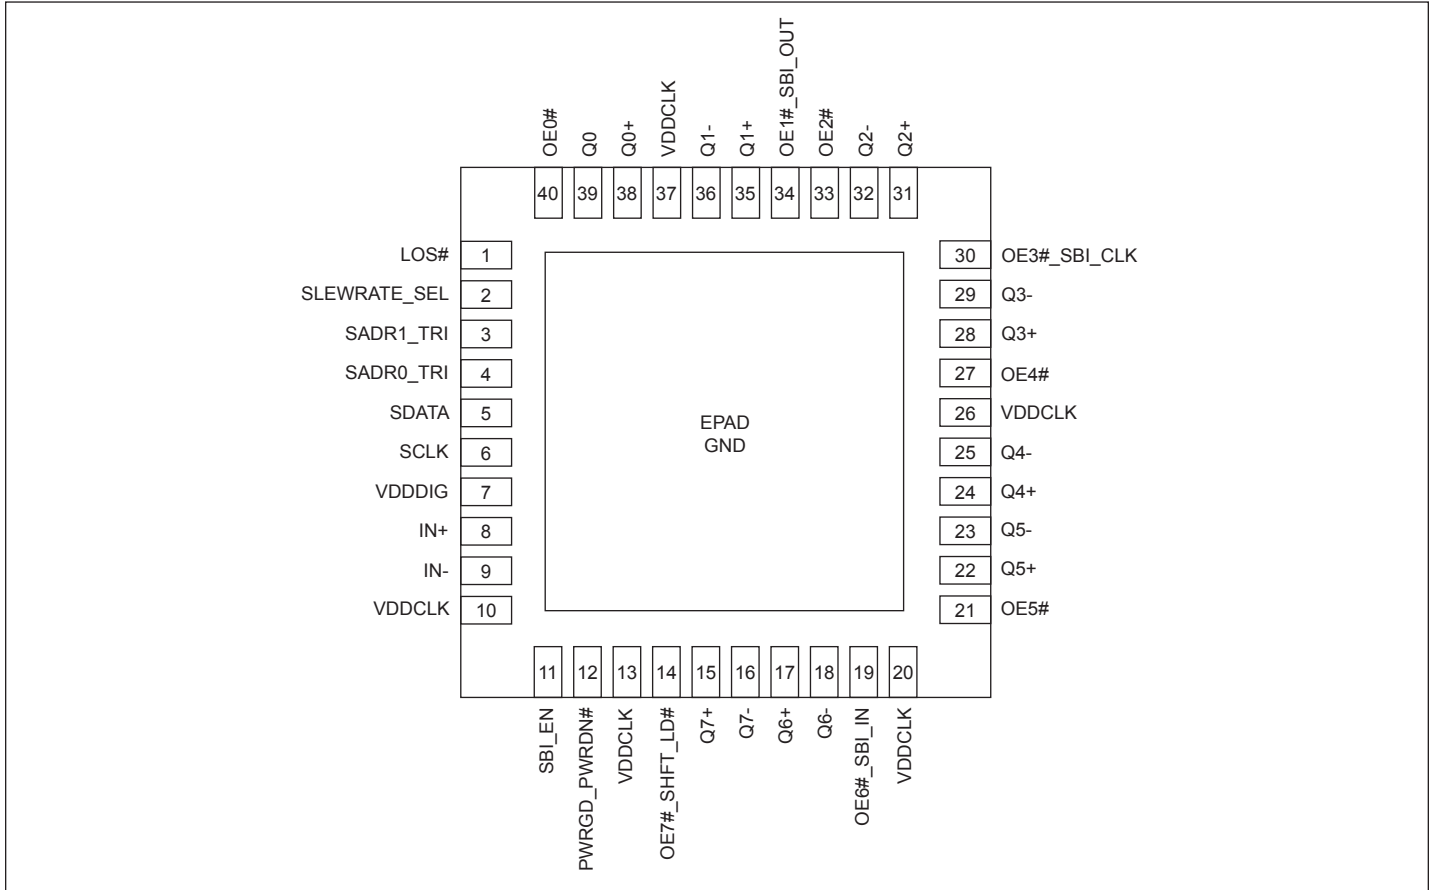 OE0#
Q0
Q0+
VDDCLK
Q1-
Q1+
OE1#_SBI_OUT
OE2#
Q2-
Q2+
40
39
38
37
36
35
34
33
32
31
LOS# 1
SLEWRATE_SEL 2
SADR1_TRI 3
SADR0_TRI 4
SDATA 5
SCLK 6
VDDDIG 7
IN+ 8
IN- 9
VDDCLK 10
EPAD
GND
30 OE3#_SBI_CLK
29 Q3-
28 Q3+
27 OE4#
26 VDDCLK
25 Q4-
24 Q4+
23 Q5-
22 Q5+
21 OE5#
11
12
13
14
15
16
17
18
19
20
SBI_EN
PWRGD_PWRDN#
VDDCLK
OE7#_SHFT_LD#
Q7+
Q7-
Q6+
Q6-
OE6#_SBI_IN
VDDCLK